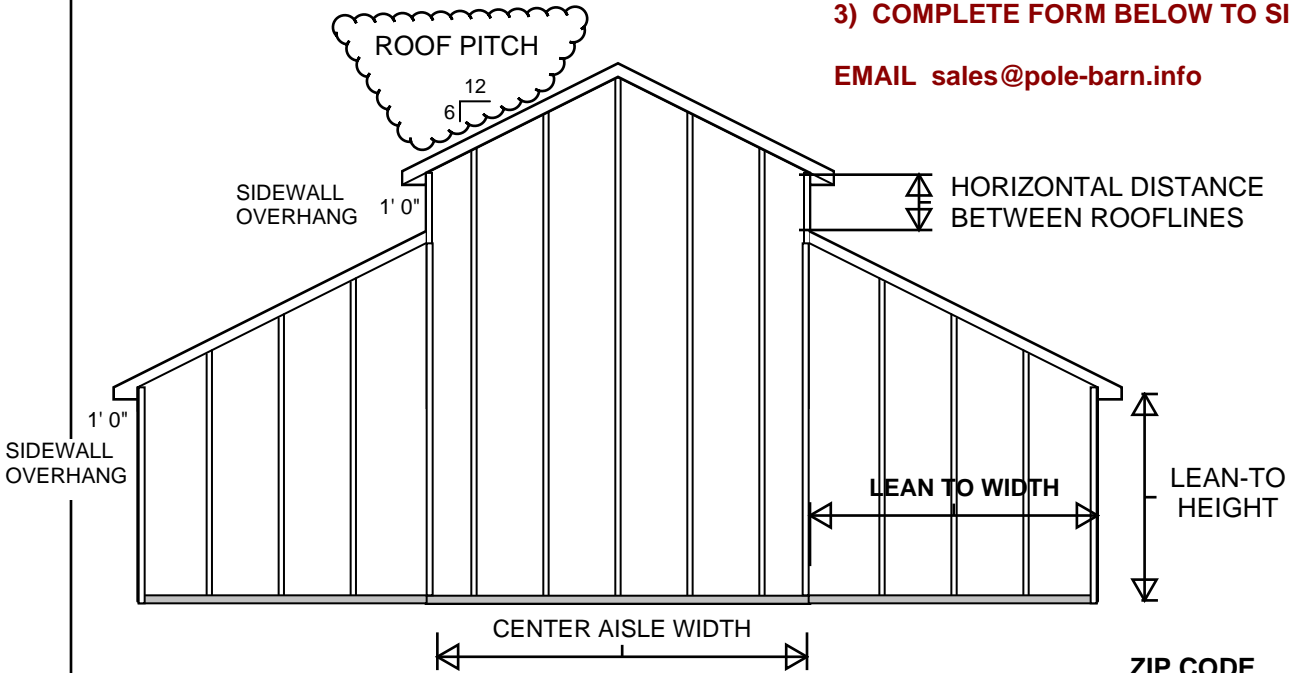 3) COMPLETE FORM BELOW TO SI
ROOF PITCH
EMAIL sales@pole-barn.info
12
6
SIDEWALL
OVERHANG
1' 0"
HORIZONTAL DISTANCE
BETWEEN ROOFLINES
1' 0"
SIDEWALL
OVERHANG
LEAN TO WIDTH
LEAN-TO
HEIGHT
CENTER AISLE WIDTH
ZIP CODE